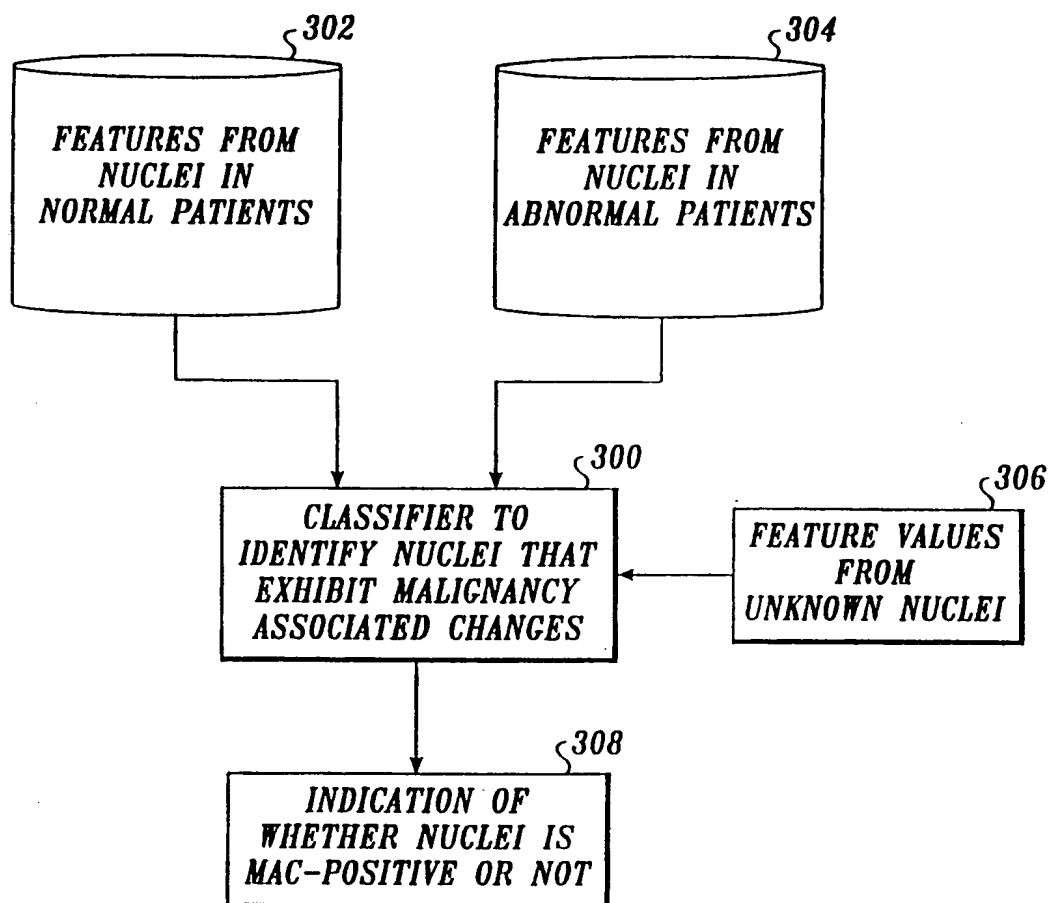 302
304
FEATURES FROM
NUCLEI IN
NORMAL PATIENTS
FEATURES FROM
NUCLEI IN
ABNORMAL PATIENTS
300
CLASSIFIER TO
IDENTIFY NUCLEI THAT
EXHIBIT MALIGNANCY
ASSOCIATED CHANGES
306
FEATURE VALUES
FROM
UNKNOWN NUCLEI
308
INDICATION OF
WHETHER NUCLEI IS
MAC-POSITIVE OR NOT